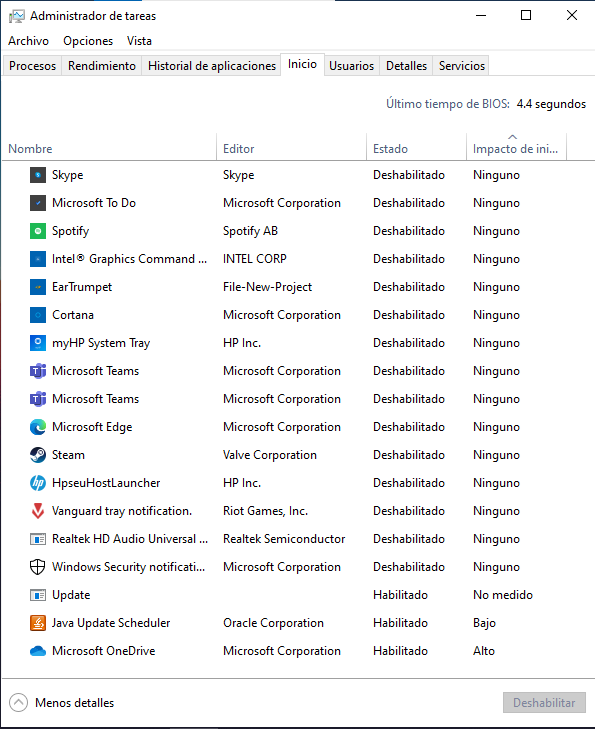 Administrador de tareas
Archivo Opciones Vista
Procesos Rendimiento Historial de aplicaciones Inicio Usuarios Detalles Servicios
Último tiempo de BIOS: 4.4 segundos
Nombre Editor Estado Impacto de ini...
Skype Skype Deshabilitado Ninguno
Microsoft To Do Microsoft Corporation Deshabilitado Ninguno
Spotify Spotify AB Deshabilitado Ninguno
Intel® Graphics Command ... INTEL CORP Deshabilitado Ninguno
EarTrumpet File-New-Project Deshabilitado Ninguno
Cortana Microsoft Corporation Deshabilitado Ninguno
myHP System Tray HP Inc. Deshabilitado Ninguno
Microsoft Teams Microsoft Corporation Deshabilitado Ninguno
Microsoft Teams Microsoft Corporation Deshabilitado Ninguno
Microsoft Edge Microsoft Corporation Deshabilitado Ninguno
Steam Valve Corporation Deshabilitado Ninguno
HpseuHostLauncher HP Inc. Deshabilitado Ninguno
Vanguard tray notification. Riot Games, Inc. Deshabilitado Ninguno
Realtek HD Audio Universal ... Realtek Semiconductor Deshabilitado Ninguno
Windows Security notificati... Microsoft Corporation Deshabilitado Ninguno
Update Habilitado No medido
Java Update Scheduler Oracle Corporation Habilitado Bajo
Microsoft OneDrive Microsoft Corporation Habilitado Alto
Menos detalles Deshabilitar